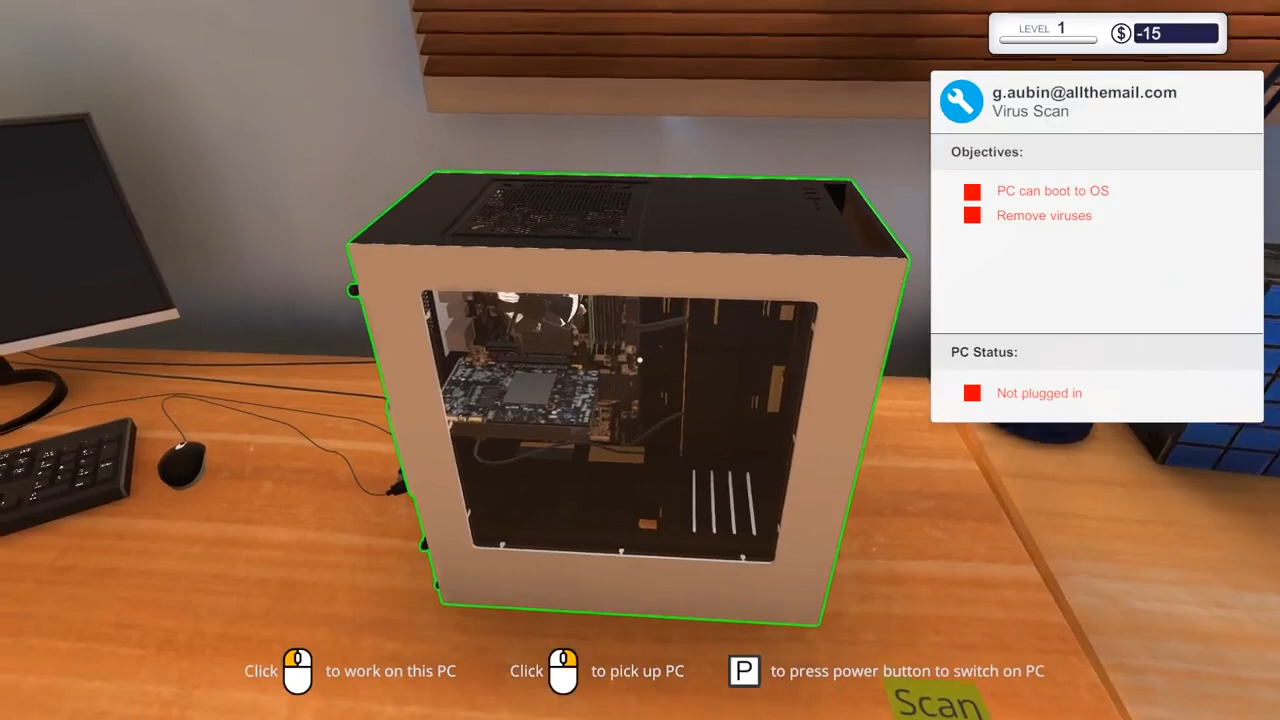 LEVEL 1
$ -15
g.aubin@allthemail.com
Virus Scan
Objectives:
PC can boot to OS
Remove viruses
PC Status:
Not plugged in
Click to work on this PC
Click to pick up PC
P to press power button to switch on PC
Scan